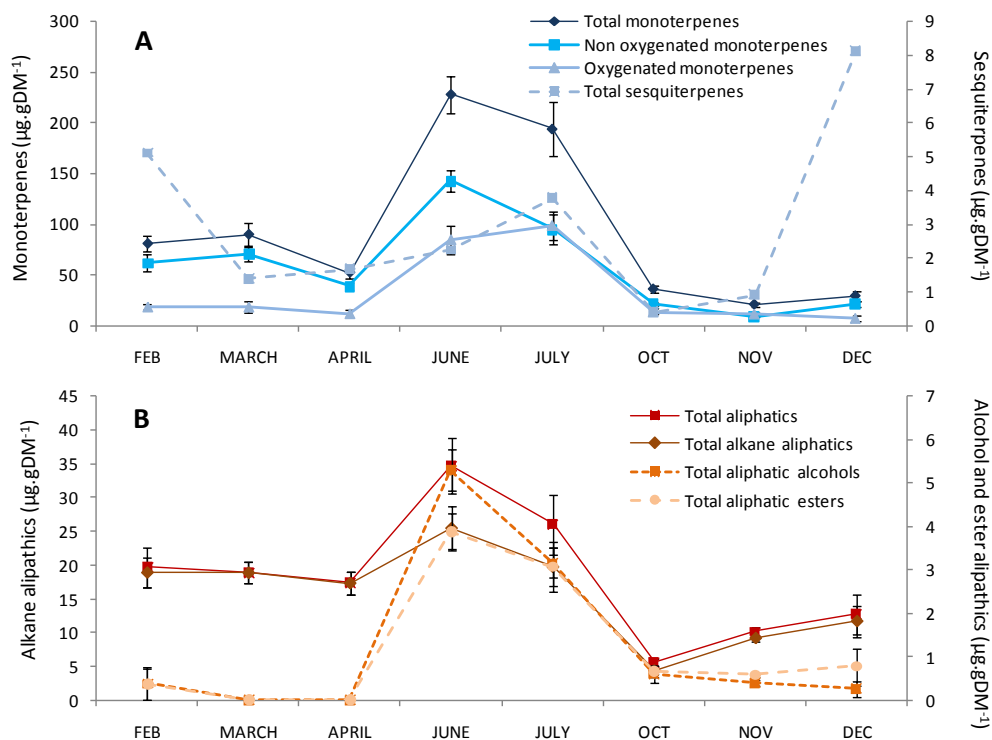 A
Total monoterpenes
Non oxygenated monoterpenes
Oxygenated monoterpenes
Total sesquiterpenes
Monoterpenes (µg.gDM-1)
300
250
200
150
100
50
0
Sesquiterpenes (µg.gDM-1)
9
8
7
6
5
4
3
2
1
0
FEB MARCH APRIL JUNE JULY OCT NOV DEC
B
Total aliphatics
Total alkane aliphatics
Total aliphatic alcohols
Total aliphatic esters
Alkane alipathics (µg.gDM-1)
45
40
35
30
25
20
15
10
5
0
Alcohol and ester alipathics (µg.gDM-1)
7
6
5
4
3
2
1
0
FEB MARCH APRIL JUNE JULY OCT NOV DEC